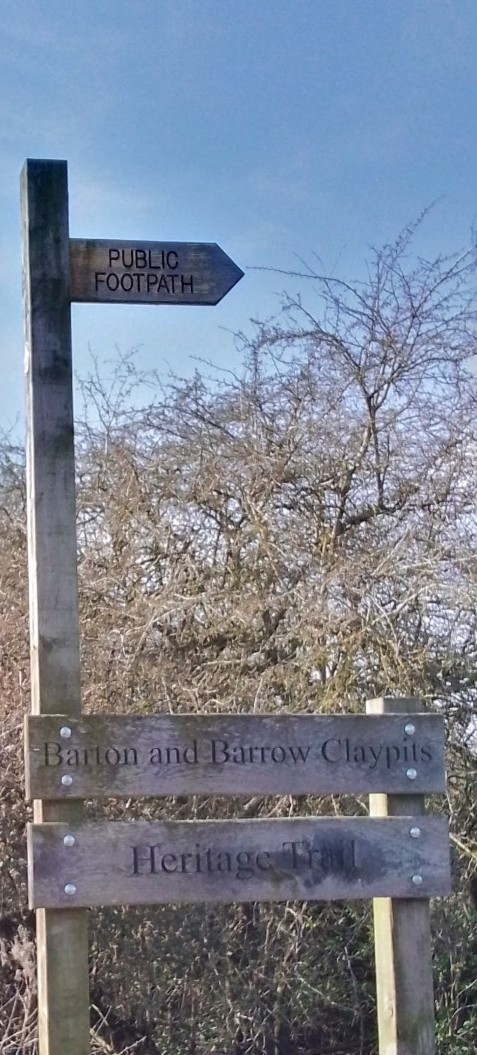 PUBLIC
FOOTPATH
Barton and Barrow Claypits
Heritage Trail